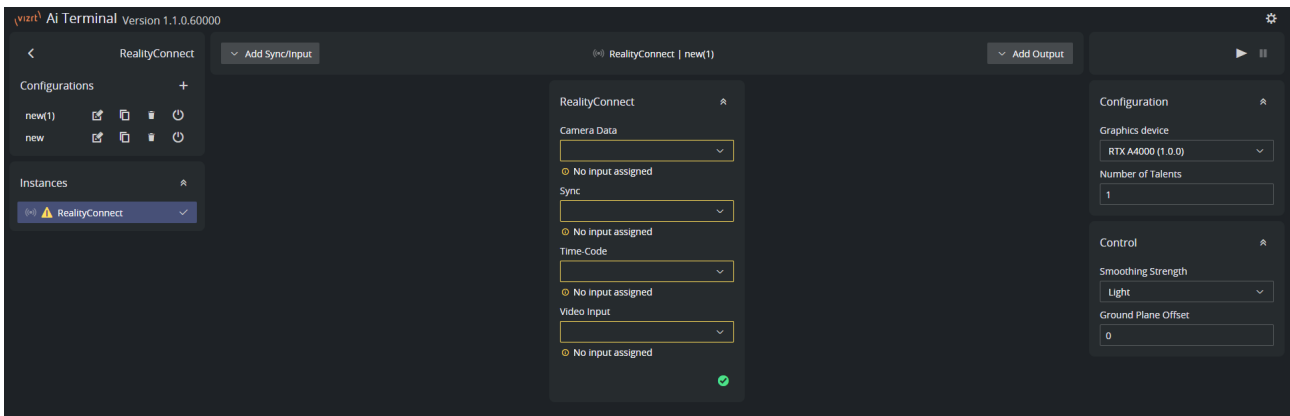 vizrt Ai Terminal Version 1.1.0.60000
RealityConnect
Configurations
new(1)
new
Instances
RealityConnect
Add Sync/Input
RealityConnect | new(1)
Add Output
RealityConnect
Camera Data
No input assigned
Sync
No input assigned
Time-Code
No input assigned
Video Input
No input assigned
Configuration
Graphics device
RTX A4000 (1.0.0)
Number of Talents
1
Control
Smoothing Strength
Light
Ground Plane Offset
0